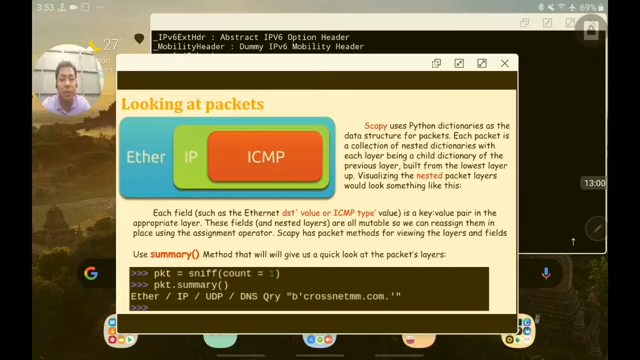 3:53
69%
_IPv6ExtHdr : Abstract IPV6 Option Header
_MobilityHeader : Dummy IPv6 Mobility Header
27°
Looking at packets
Ether
IP
ICMP
Scapy uses Python dictionaries as the
data structure for packets. Each packet is
a collection of nested dictionaries with
each layer being a child dictionary of the
previous layer, built from the lowest layer
up. Visualizing the nested packet layers
would look something like this:
Each field (such as the Ethernet dst' value or ICMP type' value) is a key:value pair in the
appropriate layer. These fields (and nested layers) are all mutable so we can reassign them in
place using the assignment operator. Scapy has packet methods for viewing the layers and fields
Use summary() Method that will will give us a quick look at the packet's layers:
>>> pkt = sniff(count = 1)
>>> pkt.summary()
Ether / IP / UDP / DNS Qry "b'crossnetmm.com.'"
>>>
13:00